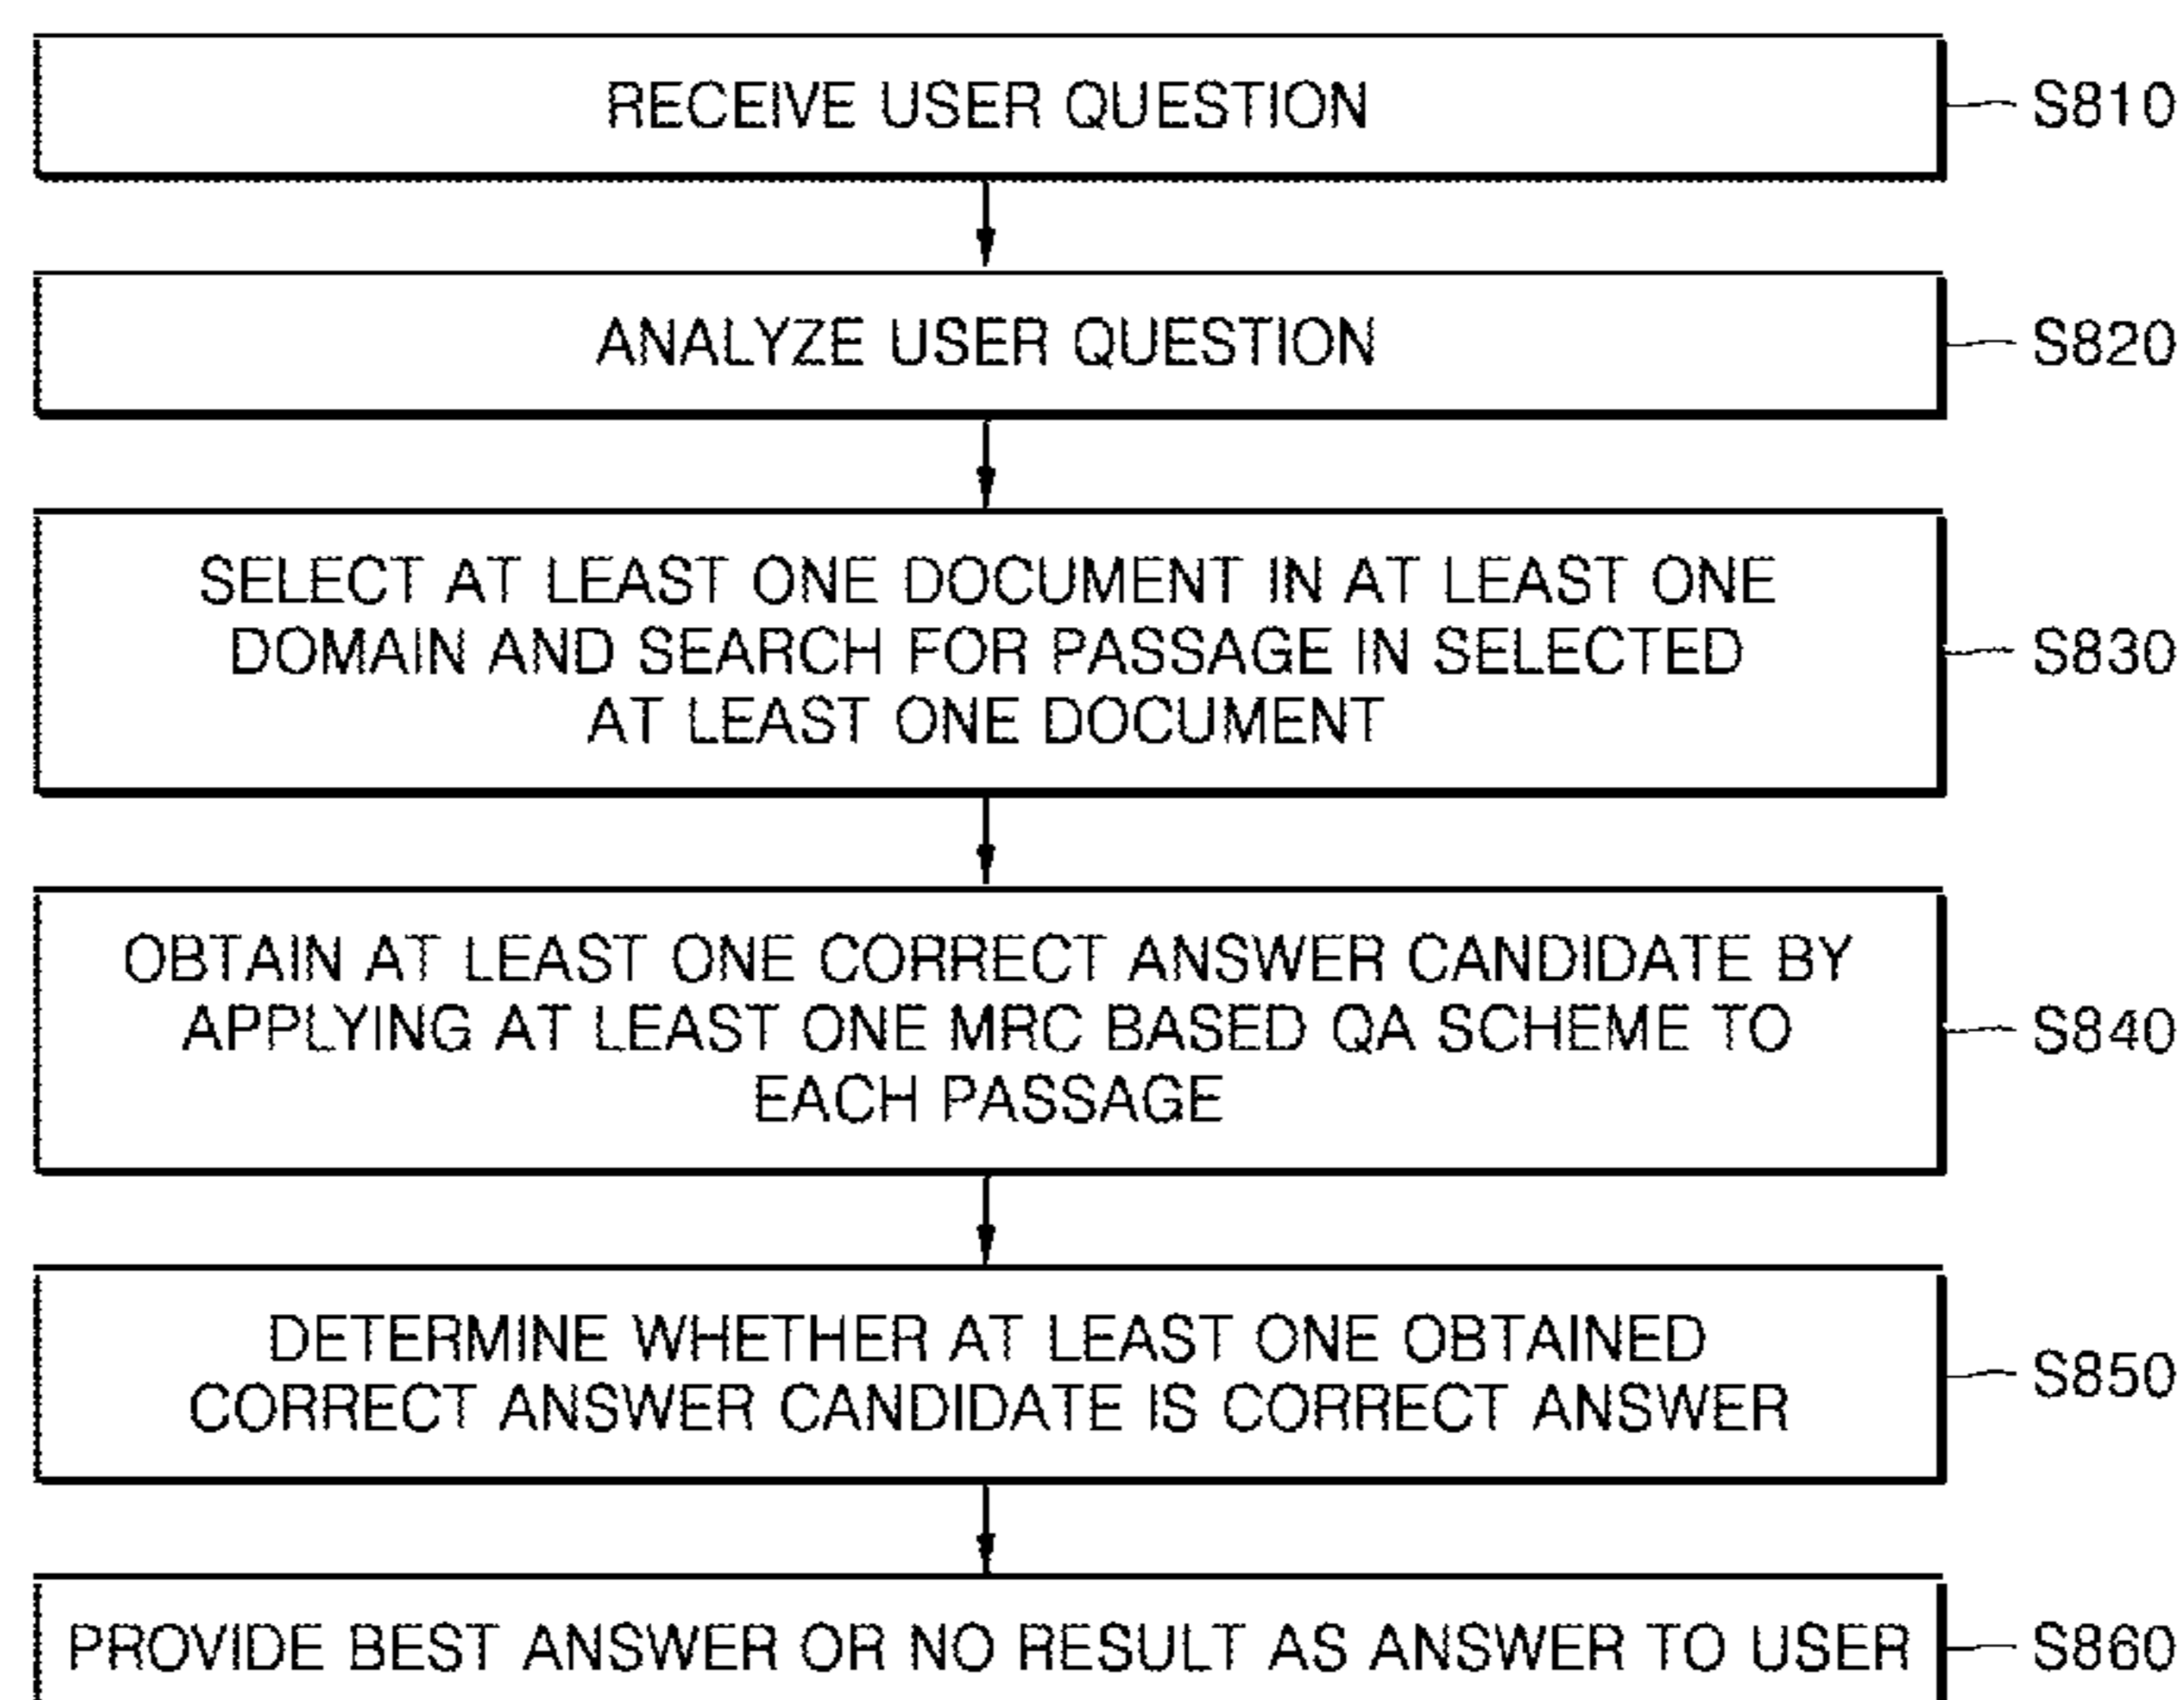 RECEIVE USER QUESTION
S810
ANALYZE USER QUESTION
S820
SELECT AT LEAST ONE DOCUMENT IN AT LEAST ONE
DOMAIN AND SEARCH FOR PASSAGE IN SELECTED
AT LEAST ONE DOCUMENT
S830
OBTAIN AT LEAST ONE CORRECT ANSWER CANDIDATE BY
APPLYING AT LEAST ONE MRC BASED QA SCHEME TO
EACH PASSAGE
S840
DETERMINE WHETHER AT LEAST ONE OBTAINED
CORRECT ANSWER CANDIDATE IS CORRECT ANSWER
S850
PROVIDE BEST ANSWER OR NO RESULT AS ANSWER TO USER
S860